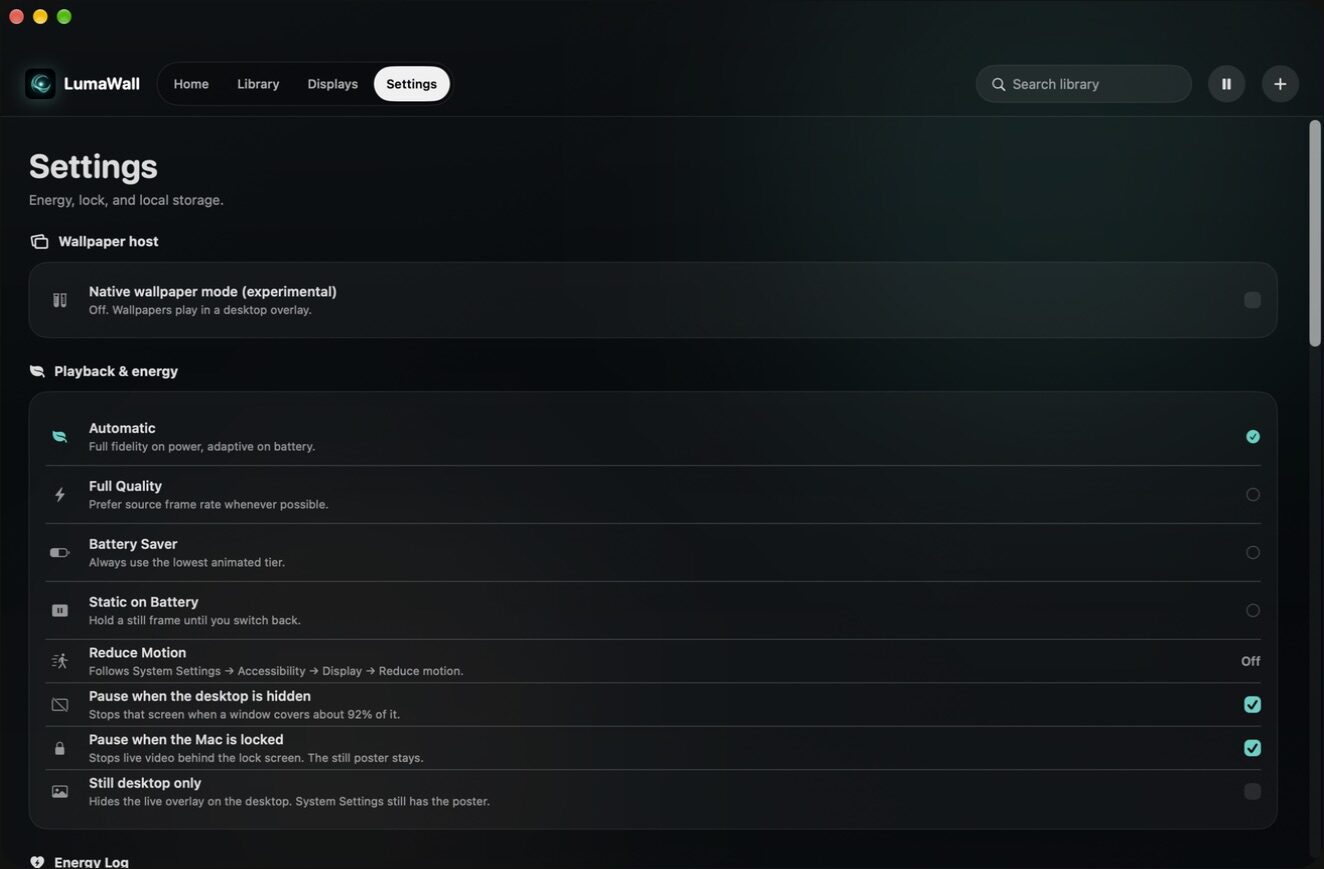 LumaWall
Home
Library
Displays
Settings
Search library
Settings
Energy, lock, and local storage.
Wallpaper host
Native wallpaper mode (experimental)
Off. Wallpapers play in a desktop overlay.
Playback & energy
Automatic
Full fidelity on power, adaptive on battery.
Full Quality
Prefer source frame rate whenever possible.
Battery Saver
Always use the lowest animated tier.
Static on Battery
Hold a still frame until you switch back.
Reduce Motion
Follows System Settings → Accessibility → Display → Reduce motion.
Off
Pause when the desktop is hidden
Stops that screen when a window covers about 92% of it.
Pause when the Mac is locked
Stops live video behind the lock screen. The still poster stays.
Still desktop only
Hides the live overlay on the desktop. System Settings still has the poster.
Energy Log